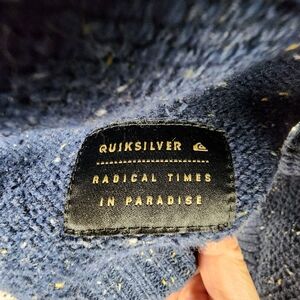 QUIKSILVER
RADICAL TIMES
IN PARADISE